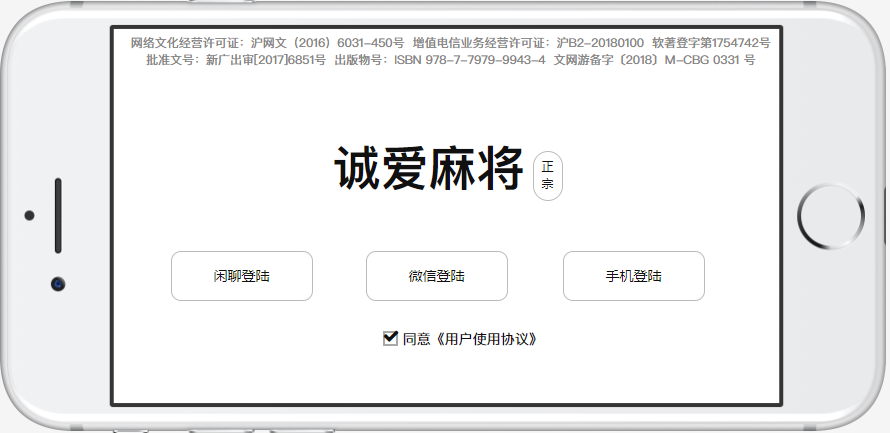 网络文化经营许可证：沪网文（2016）6031-450号 增值电信业务经营许可证：沪B2-20180100 软著登字第1754742号
批准文号：新广出审[2017]6851号 出版物号：ISBN 978-7-7979-9943-4 文网游备字〔2018〕M-CBG 0331 号
诚爱麻将
正
宗
闲聊登陆
微信登陆
手机登陆
同意《用户使用协议》